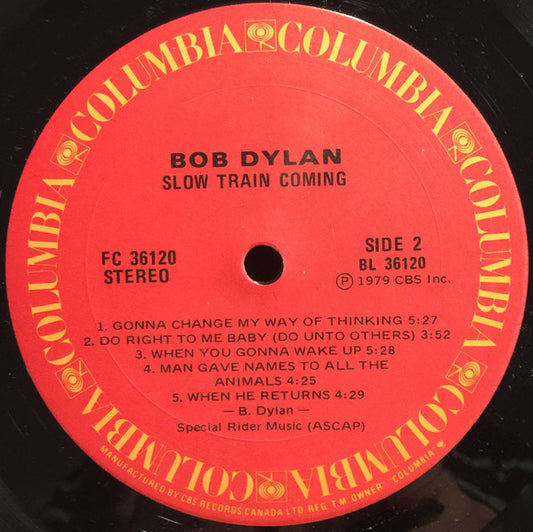 COLUMBIA COLUMBIA COLUMBIA COLUMBIA COLUMBIA COLUMBIA
BOB DYLAN
SLOW TRAIN COMING
FC 36120
STEREO
SIDE 2
BL 36120
Ⓟ 1979 CBS Inc.
1. GONNA CHANGE MY WAY OF THINKING 5:27
2. DO RIGHT TO ME BABY (DO UNTO OTHERS) 3:52
3. WHEN YOU GONNA WAKE UP 5:28
4. MAN GAVE NAMES TO ALL THE
ANIMALS 4:25
5. WHEN HE RETURNS 4:29
— B. Dylan —
Special Rider Music (ASCAP)
MANUFACTURED BY CBS RECORDS CANADA LTD. REG. T.M. OWNER "COLUMBIA"